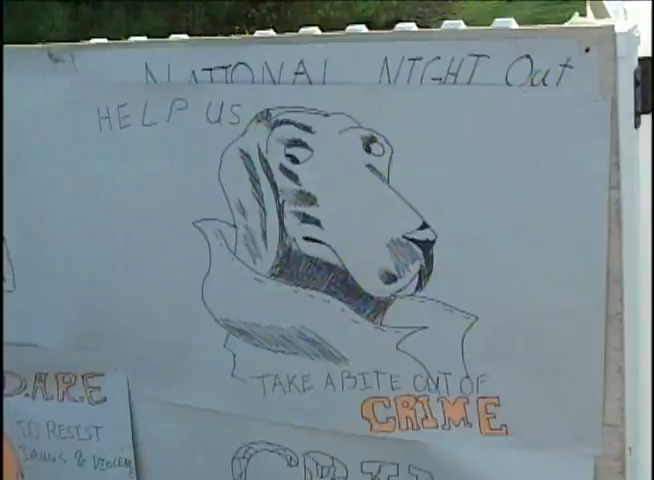 NATIONAL NIGHT Out
HELP US
TAKE A BITE OUT OF
CRIME
D.A.R.E
TO RESIST
DRUGS & VIOLENCE